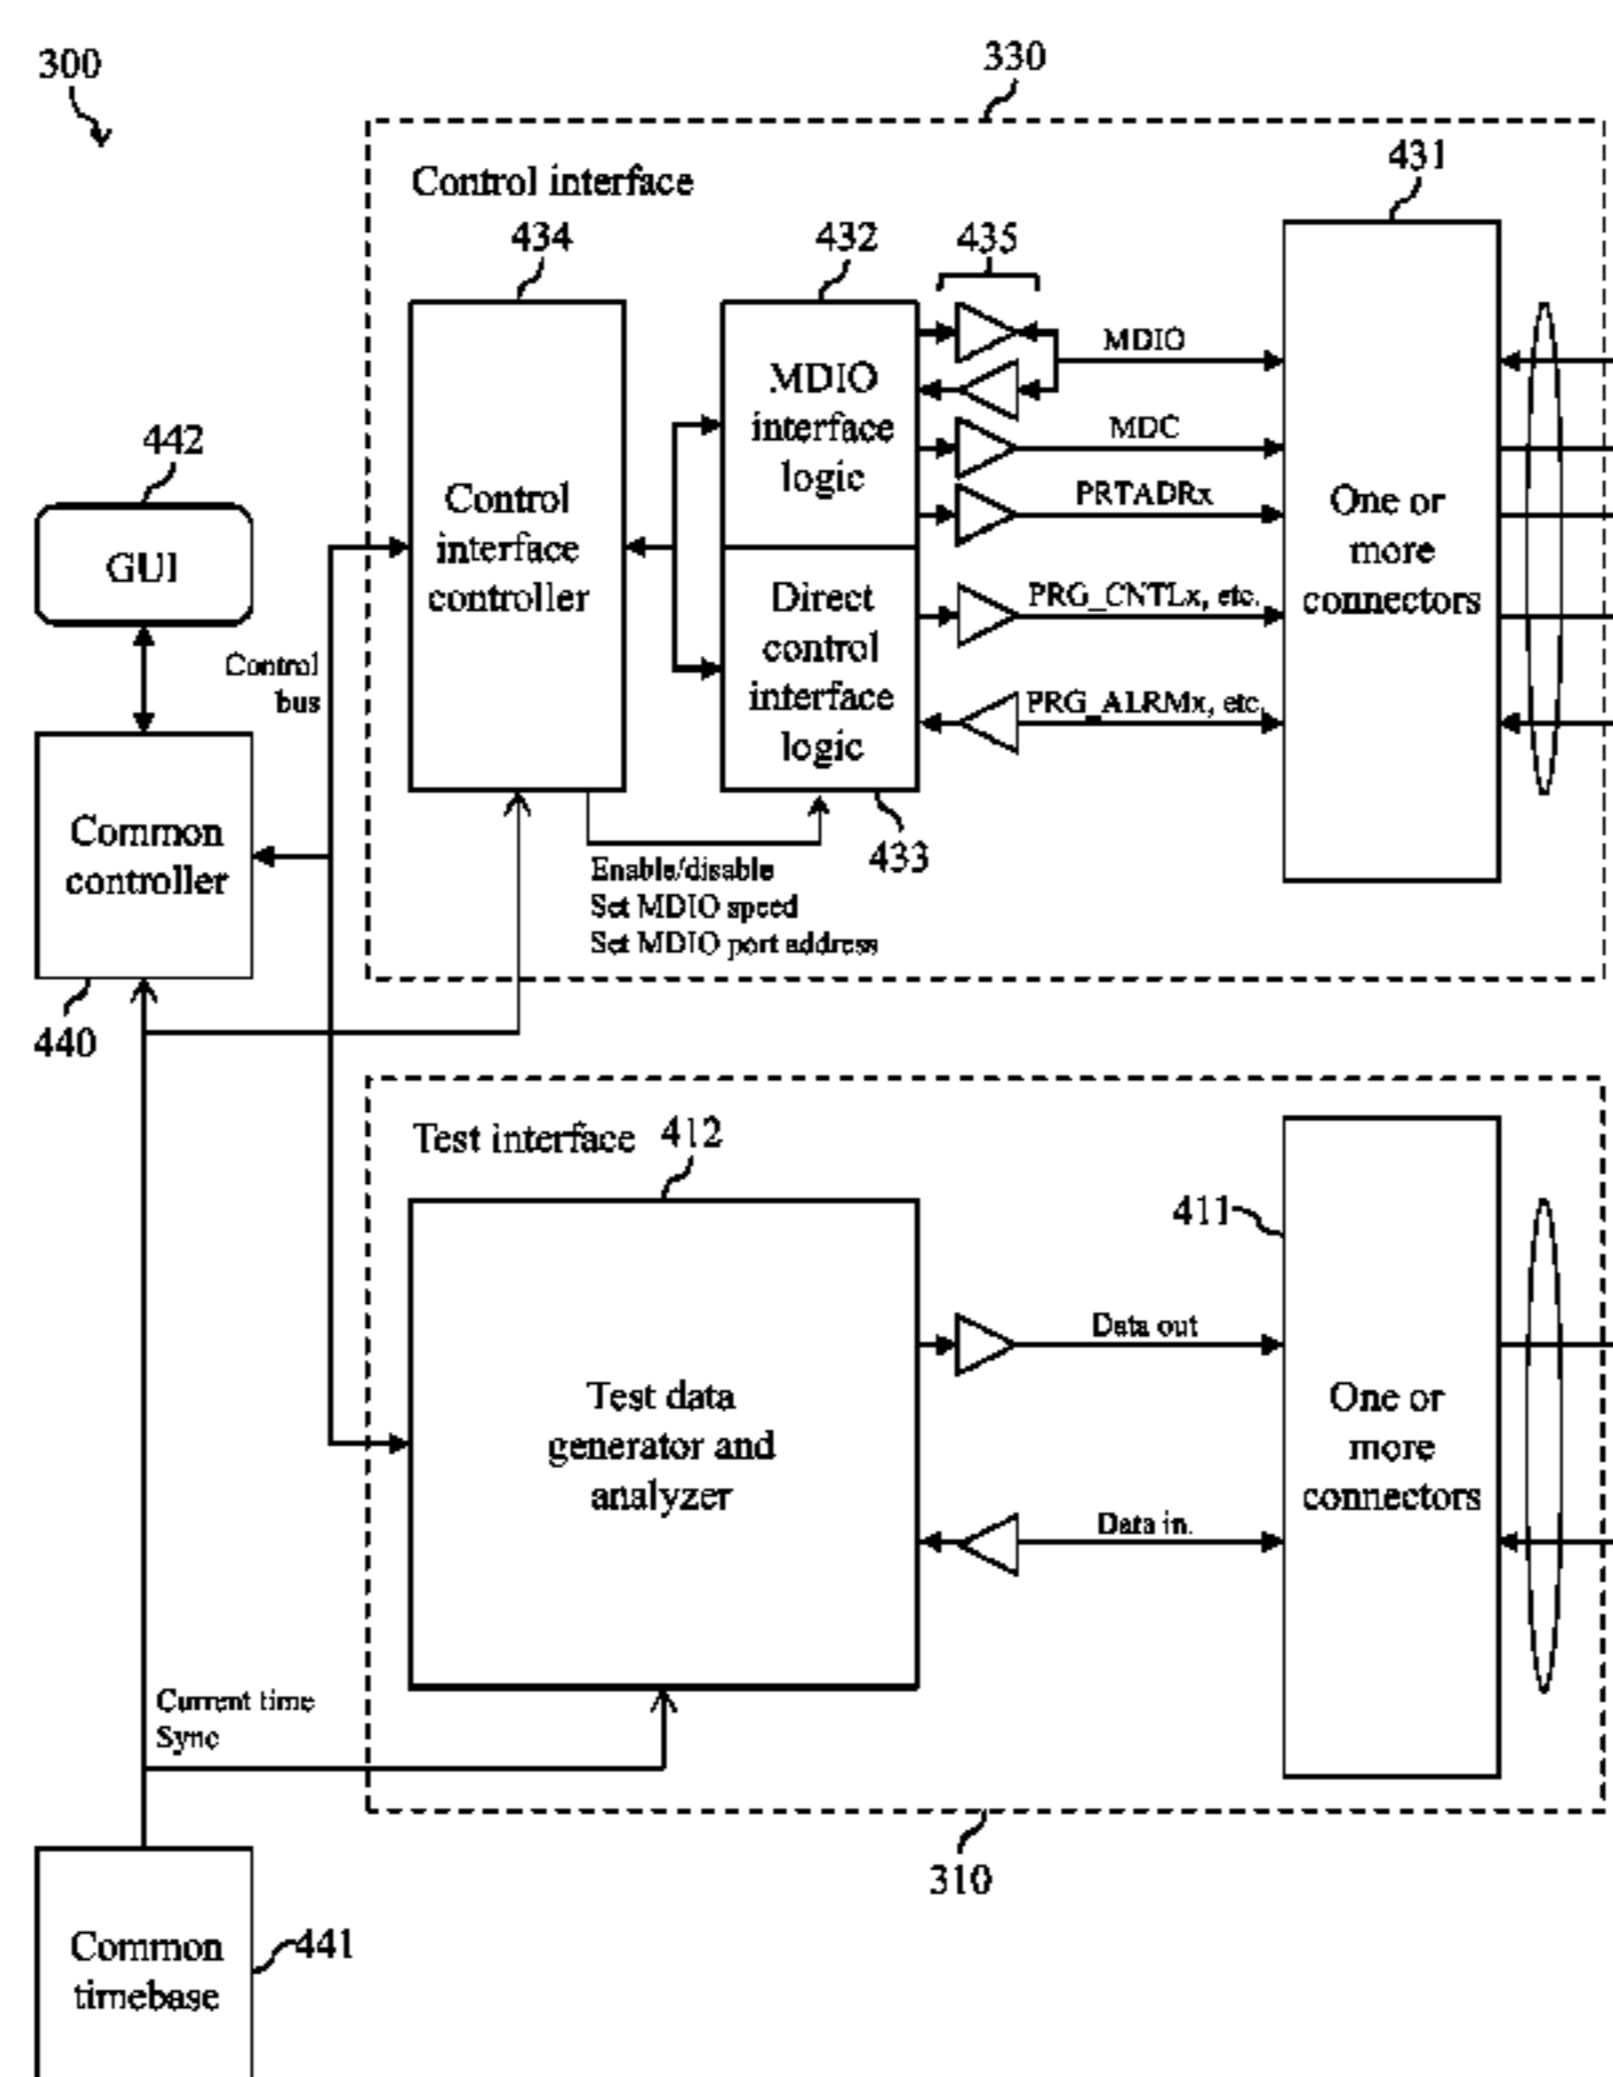 300
330
Control interface
431
434
432
435
MDIO
MDIO
interface
logic
MDC
442
Control
interface
controller
PRTADRx
One or
more
connectors
GUI
Direct
control
interface
logic
PRG_CNTLx, etc.
Control
bus
PRG_ALRMx, etc.
Common
controller
433
Enable/disable
Set MDIO speed
Set MDIO port address
440
Test interface
412
411
Data out
Test data
generator and
analyzer
One or
more
connectors
Data in.
Current time
Sync
310
Common
timebase
441